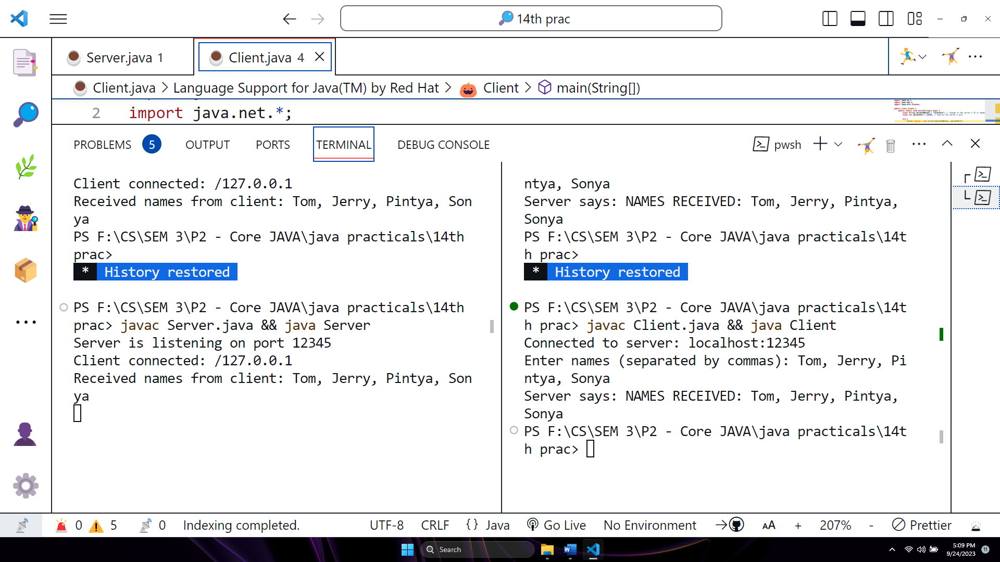 14th prac
Server.java 1
Client.java 4
Client.java > Language Support for Java(TM) by Red Hat > Client > main(String[])
2 import java.net.*;
PROBLEMS 5 OUTPUT PORTS TERMINAL DEBUG CONSOLE
pwsh
Client connected: /127.0.0.1
Received names from client: Tom, Jerry, Pintya, Son
ya
PS F:\CS\SEM 3\P2 - Core JAVA\java practicals\14th
prac>
* History restored
PS F:\CS\SEM 3\P2 - Core JAVA\java practicals\14th
prac> javac Server.java && java Server
Server is listening on port 12345
Client connected: /127.0.0.1
Received names from client: Tom, Jerry, Pintya, Son
ya
ntya, Sonya
Server says: NAMES RECEIVED: Tom, Jerry, Pintya,
Sonya
PS F:\CS\SEM 3\P2 - Core JAVA\java practicals\14t
h prac>
* History restored
PS F:\CS\SEM 3\P2 - Core JAVA\java practicals\14t
h prac> javac Client.java && java Client
Connected to server: localhost:12345
Enter names (separated by commas): Tom, Jerry, Pi
ntya, Sonya
Server says: NAMES RECEIVED: Tom, Jerry, Pintya,
Sonya
PS F:\CS\SEM 3\P2 - Core JAVA\java practicals\14t
h prac>
0 5 0 Indexing completed. UTF-8 CRLF {} Java Go Live No Environment AA + 207% - Prettier
Search
5:09 PM
9/24/2023
11